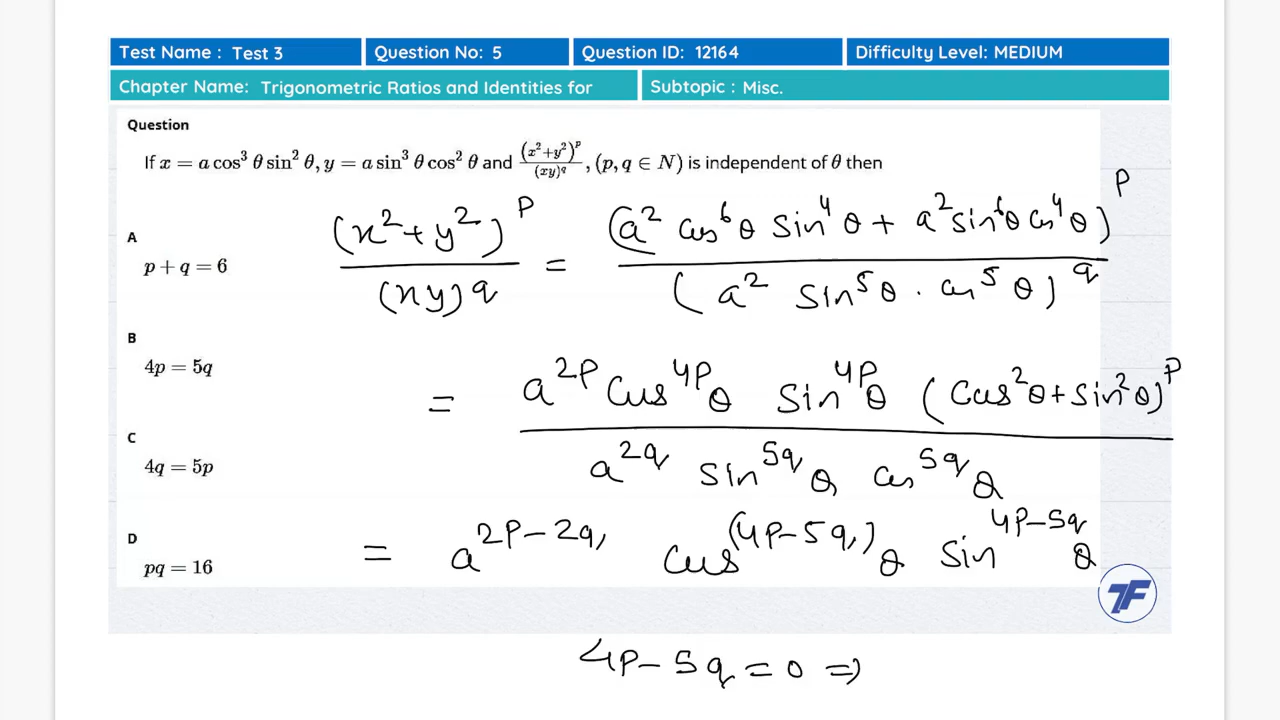 Test Name : Test 3 Question No: 5 Question ID: 12164 Difficulty Level: MEDIUM
Chapter Name: Trigonometric Ratios and Identities for Subtopic : Misc.
Question
If x = a cos³ θ sin² θ, y = a sin³ θ cos² θ and (x²+y²)^p/(xy)^q, (p, q ∈ N) is independent of θ then
A
p + q = 6
B
4p = 5q
C
4q = 5p
D
pq = 16
(x² + y²)^p / (xy)^q = (a² cos⁶θ sin⁴θ + a² sin⁶θ cos⁴θ)^p / (a² sin⁵θ · cos⁵θ)^q
= a^2p cos^4p θ sin^4p θ (cos²θ + sin²θ)^p / a^2q sin^5q θ cos^5q θ
= a^2p-2q cos^(4p-5q) θ sin^4p-5q θ
4p - 5q = 0 ⇒
TF